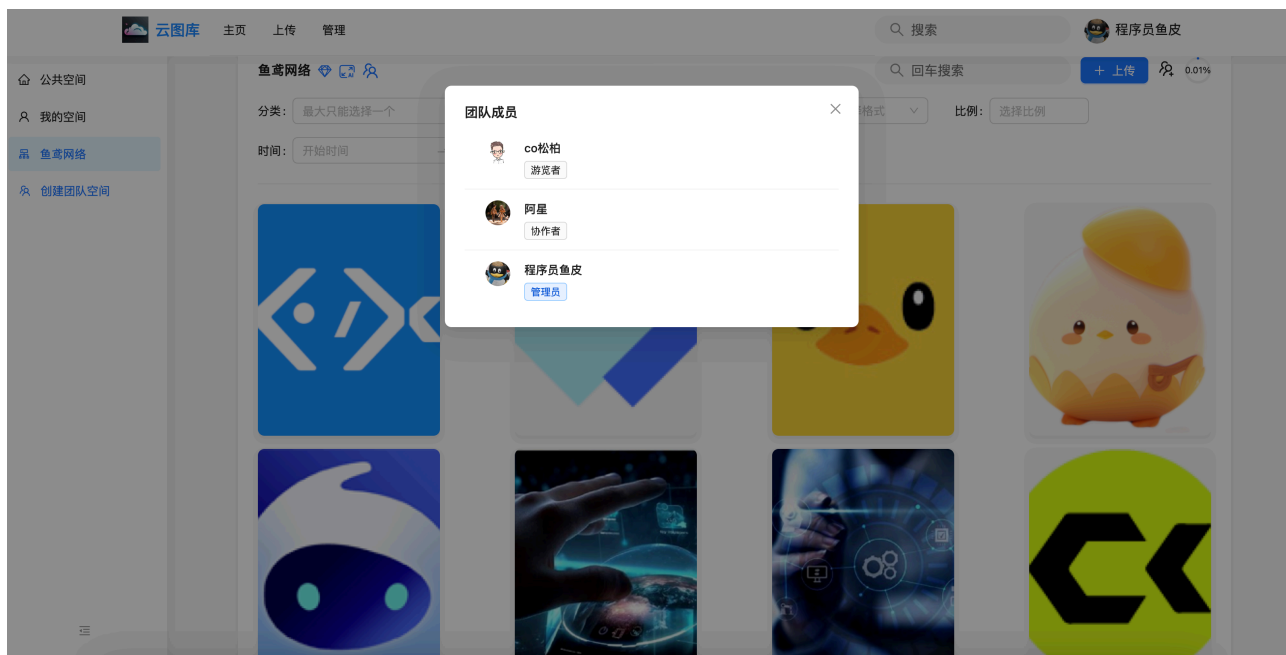 云图库 主页 上传 管理 搜索 程序员鱼皮
公共空间
我的空间
鱼鸢网络
创建团队空间
鱼鸢网络 回车搜索 + 上传 0.01%
分类: 最大只能选择一个 格式 比例: 选择比例
时间: 开始时间
团队成员
co松柏
游览者
阿星
协作者
程序员鱼皮
管理员